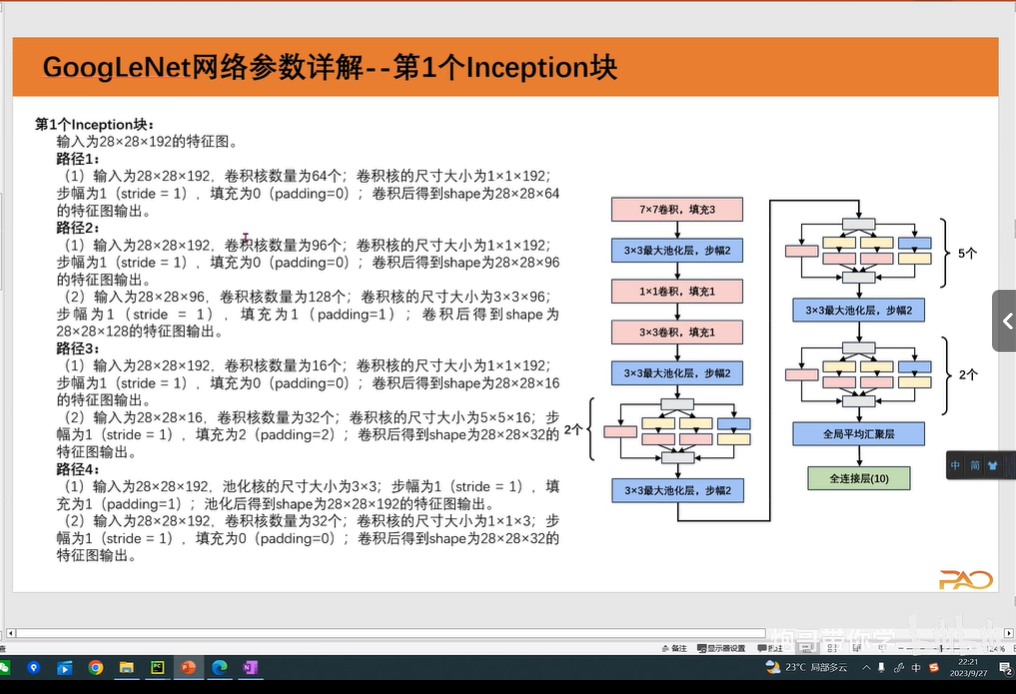 GoogLeNet网络参数详解--第1个Inception块
第1个Inception块：
输入为28×28×192的特征图。
路径1：
（1）输入为28×28×192，卷积核数量为64个；卷积核的尺寸大小为1×1×192；
步幅为1（stride = 1），填充为0（padding=0）；卷积后得到shape为28×28×64
的特征图输出。
路径2：
（1）输入为28×28×192，卷积核数量为96个；卷积核的尺寸大小为1×1×192；
步幅为1（stride = 1），填充为0（padding=0）；卷积后得到shape为28×28×96
的特征图输出。
（2）输入为28×28×96，卷积核数量为128个；卷积核的尺寸大小为3×3×96；
步幅为1（stride = 1），填充为1（padding=1）；卷积后得到shape为
28×28×128的特征图输出。
路径3：
（1）输入为28×28×192，卷积核数量为16个；卷积核的尺寸大小为1×1×192；
步幅为1（stride = 1），填充为0（padding=0）；卷积后得到shape为28×28×16
的特征图输出。
（2）输入为28×28×16，卷积核数量为32个；卷积核的尺寸大小为5×5×16；步
幅为1（stride = 1），填充为2（padding=2）；卷积后得到shape为28×28×32的
特征图输出。
路径4：
（1）输入为28×28×192，池化核的尺寸大小为3×3；步幅为1（stride = 1），填
充为1（padding=1）；池化后得到shape为28×28×192的特征图输出。
（2）输入为28×28×192，卷积核数量为32个；卷积核的尺寸大小为1×1×3；步
幅为1（stride = 1），填充为0（padding=0）；卷积后得到shape为28×28×32的
特征图输出。
7×7卷积，填充3
3×3最大池化层，步幅2
1×1卷积，填充1
3×3卷积，填充1
3×3最大池化层，步幅2
2个
3×3最大池化层，步幅2
5个
3×3最大池化层，步幅2
2个
全局平均汇聚层
全连接层(10)
PAO
中 简
炮哥带你学
备注
显示器设置
批注
23°C 局部多云
中
22:21
2023/9/27
2